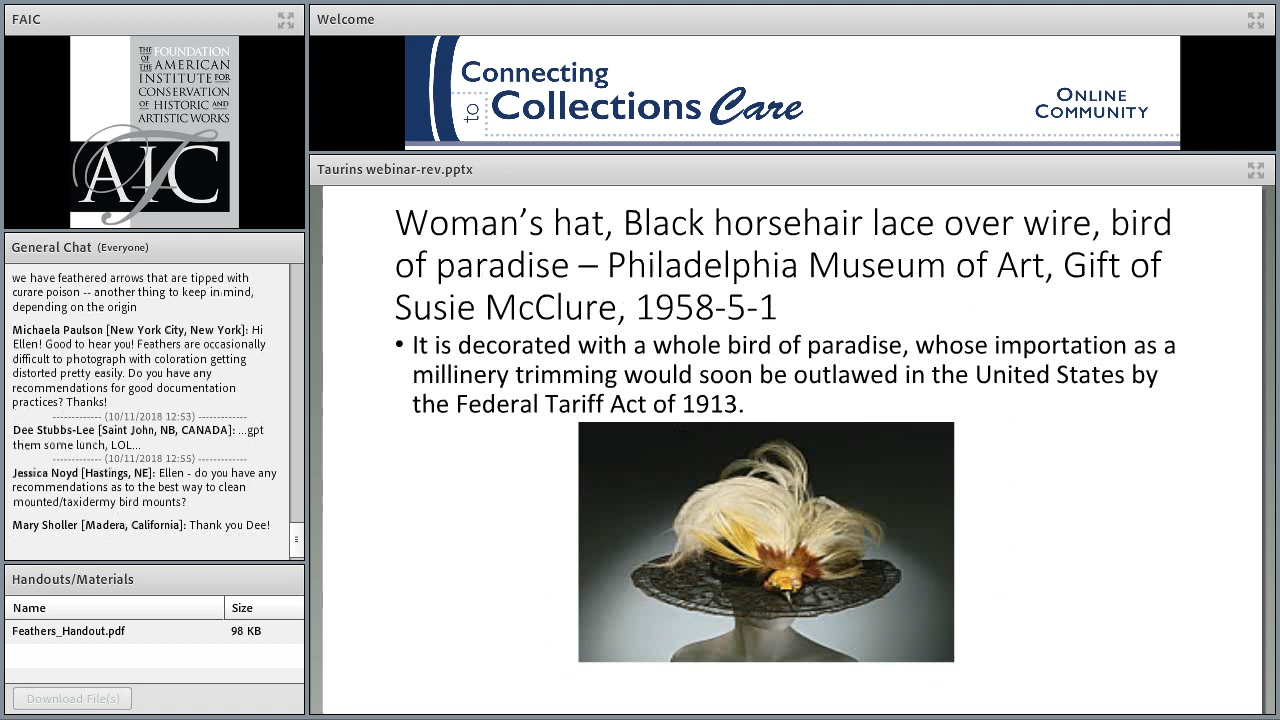 FAIC
THE FOUNDATION
OF THE AMERICAN
INSTITUTE FOR
CONSERVATION
OF HISTORIC AND
ARTISTIC WORKS
AIC
General Chat (Everyone)
we have feathered arrows that are tipped with
curare poison -- another thing to keep in mind,
depending on the origin
Michaela Paulson [New York City, New York]: Hi
Ellen! Good to hear you! Feathers are occasionally
difficult to photograph with coloration getting
distorted pretty easily. Do you have any
recommendations for good documentation
practices? Thanks!
------------- (10/11/2018 12:53) -------------
Dee Stubbs-Lee [Saint John, NB, CANADA]: ...gpt
them some lunch, LOL...
------------- (10/11/2018 12:55) -------------
Jessica Noyd [Hastings, NE]: Ellen - do you have any
recommendations as to the best way to clean
mounted/taxidermy bird mounts?
Mary Sholler [Madera, California]: Thank you Dee!
Handouts/Materials
Name Size
Feathers_Handout.pdf 98 KB
Download File(s)
Welcome
Connecting
to Collections Care
ONLINE
COMMUNITY
Taurins webinar-rev.pptx
Woman’s hat, Black horsehair lace over wire, bird
of paradise – Philadelphia Museum of Art, Gift of
Susie McClure, 1958-5-1
• It is decorated with a whole bird of paradise, whose importation as a
millinery trimming would soon be outlawed in the United States by
the Federal Tariff Act of 1913.